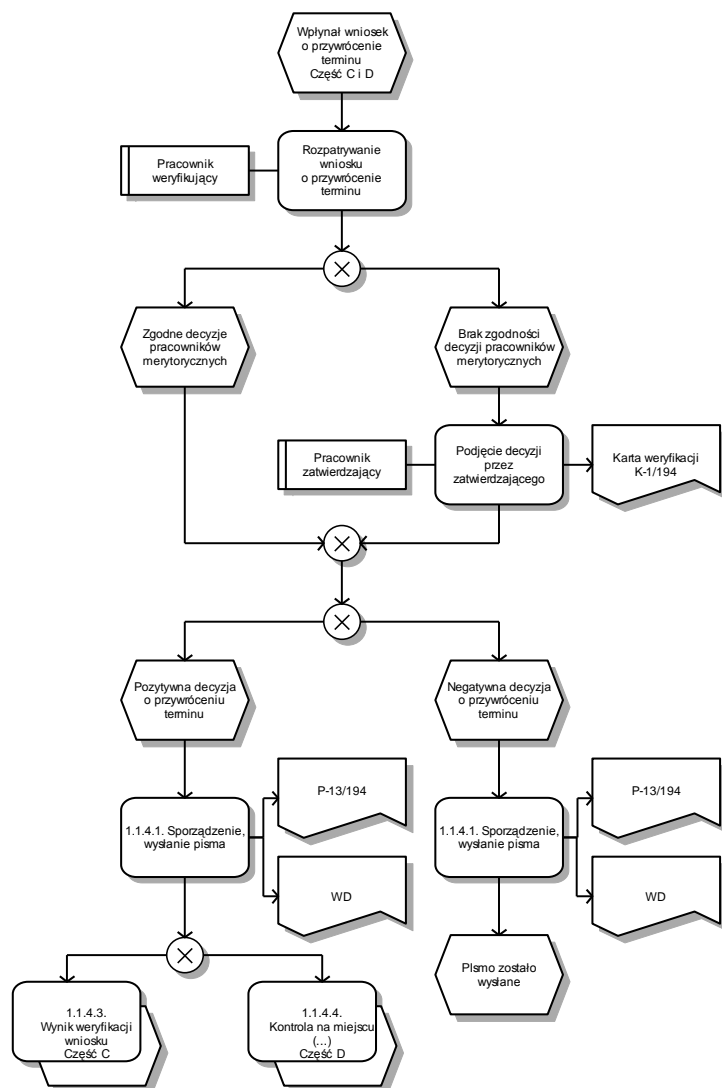 Wpłynął wniosek
o przywrócenie
terminu
Część C i D
Pracownik
weryfikujący
Rozpatrywanie
wniosku
o przywrócenie
terminu
Zgodne decyzje
pracowników
merytorycznych
Brak zgodności
decyzji pracowników
merytorycznych
Pracownik
zatwierdzający
Podjęcie decyzji
przez
zatwierdzającego
Karta weryfikacji
K-1/194
Pozytywna decyzja
o przywróceniu
terminu
Negatywna decyzja
o przywróceniu
terminu
1.1.4.1. Sporządzenie,
wysłanie pisma
P-13/194
WD
1.1.4.1. Sporządzenie,
wysłanie pisma
P-13/194
WD
PIsmo zostało
wysłane
1.1.4.3.
Wynik weryfikacji
wniosku
Część C
1.1.4.4.
Kontrola na miejscu
(...)
Część D